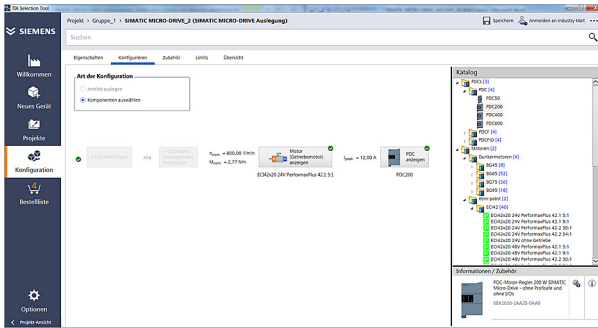 TIA Selection Tool
Projekt › Gruppe_1 › SIMATIC MICRO-DRIVE_2 (SIMATIC MICRO-DRIVE Auslegung)
Speichern
Anmelden an Industry Mall
SIEMENS
Suchen
Eigenschaften
Konfigurieren
Zubehör
Limits
Übersicht
Willkommen
Neues Gerät
Projekte
Konfiguration
Bestellliste
Optionen
Projekt-Ansicht
Art der Konfiguration
Antrieb auslegen
Komponenten auswählen
n/a
= 800,00 1/min
= 2,77 Nm
Motor
(Getriebemotor)
anzeigen
ECI42x20 24V PerformaxPlus 42.1 5:1
= 12,00 A
PDC
anzeigen
PDC200
Katalog
PDCs [3]
PDC [4]
PDC50
PDC200
PDC400
PDC600
PDCF [4]
PDCFIO [4]
Motoren [2]
Dunkermotoren [4]
BG45 [8]
BG65 [52]
BG75 [26]
BG95 [18]
ebm-papst [2]
ECI42 [40]
ECI42x20 24V PerformaxPlus 42.1 5:1
ECI42x20 24V PerformaxPlus 42.1 9:1
ECI42x20 24V PerformaxPlus 42.2 30:1
ECI42x20 24V PerformaxPlus 42.2 54:1
ECI42x20 24V ohne Getriebe
ECI42x20 48V PerformaxPlus 42.1 5:1
ECI42x20 48V PerformaxPlus 42.1 9:1
ECI42x20 48V PerformaxPlus 42.2 30:1
Informationen / Zubehör
PDC-Motor-Regler 200 W SIMATIC
Micro-Drive - ohne Profisafe und
ohne I/Os